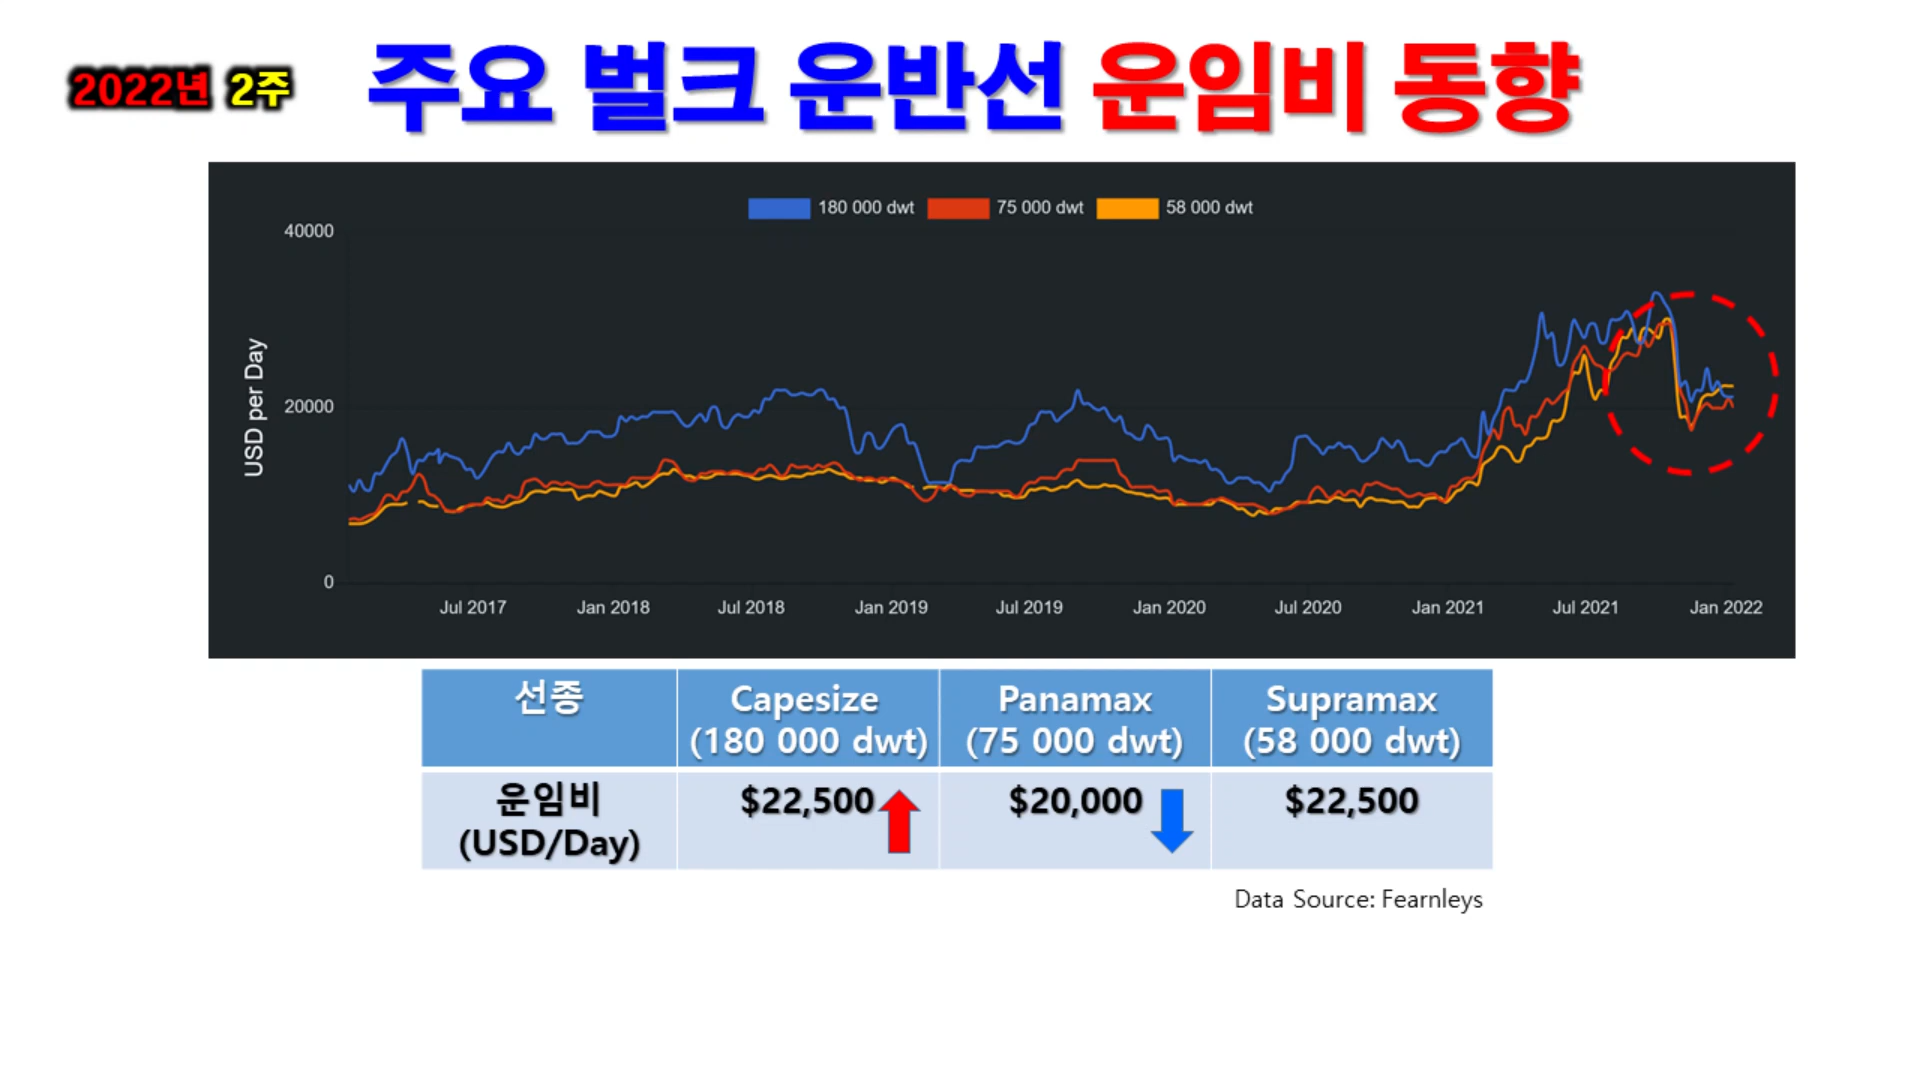 2022년 2주
주요 벌크 운반선 운임비 동향
180 000 dwt 75 000 dwt 58 000 dwt
40000
20000
0
USD per Day
Jul 2017 Jan 2018 Jul 2018 Jan 2019 Jul 2019 Jan 2020 Jul 2020 Jan 2021 Jul 2021 Jan 2022
선종 Capesize Panamax Supramax
(180 000 dwt) (75 000 dwt) (58 000 dwt)
운임비 $22,500 $20,000 $22,500
(USD/Day)
Data Source: Fearnleys